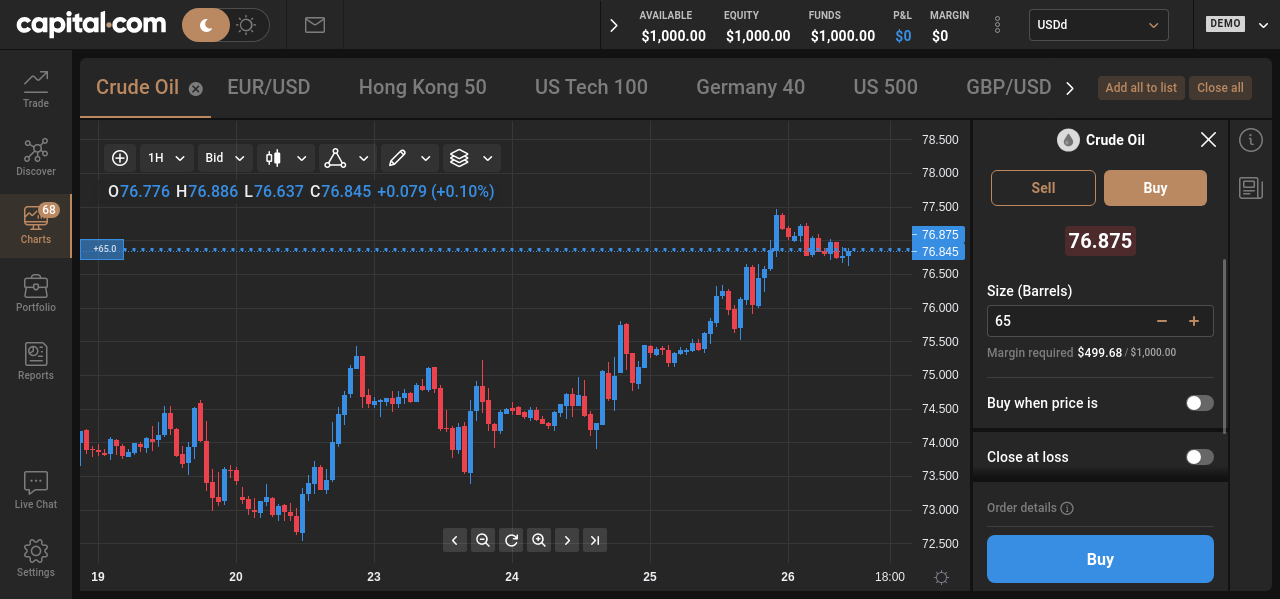 capital.com
AVAILABLE EQUITY FUNDS P&L MARGIN
$1,000.00 $1,000.00 $1,000.00 $0 $0
USDd
DEMO
Trade
Discover
68
Charts
Portfolio
Reports
Live Chat
Settings
Crude Oil EUR/USD Hong Kong 50 US Tech 100 Germany 40 US 500 GBP/USD
Add all to list Close all
1H Bid
O76.776 H76.886 L76.637 C76.845 +0.079 (+0.10%)
+65.0
78.500
78.000
77.500
76.875
76.845
76.500
76.000
75.500
75.000
74.500
74.000
73.500
73.000
72.500
19 20 23 24 25 26 18:00
Crude Oil
Sell Buy
76.875
Size (Barrels)
65
Margin required $499.68 / $1,000.00
Buy when price is
Close at loss
Order details
Buy